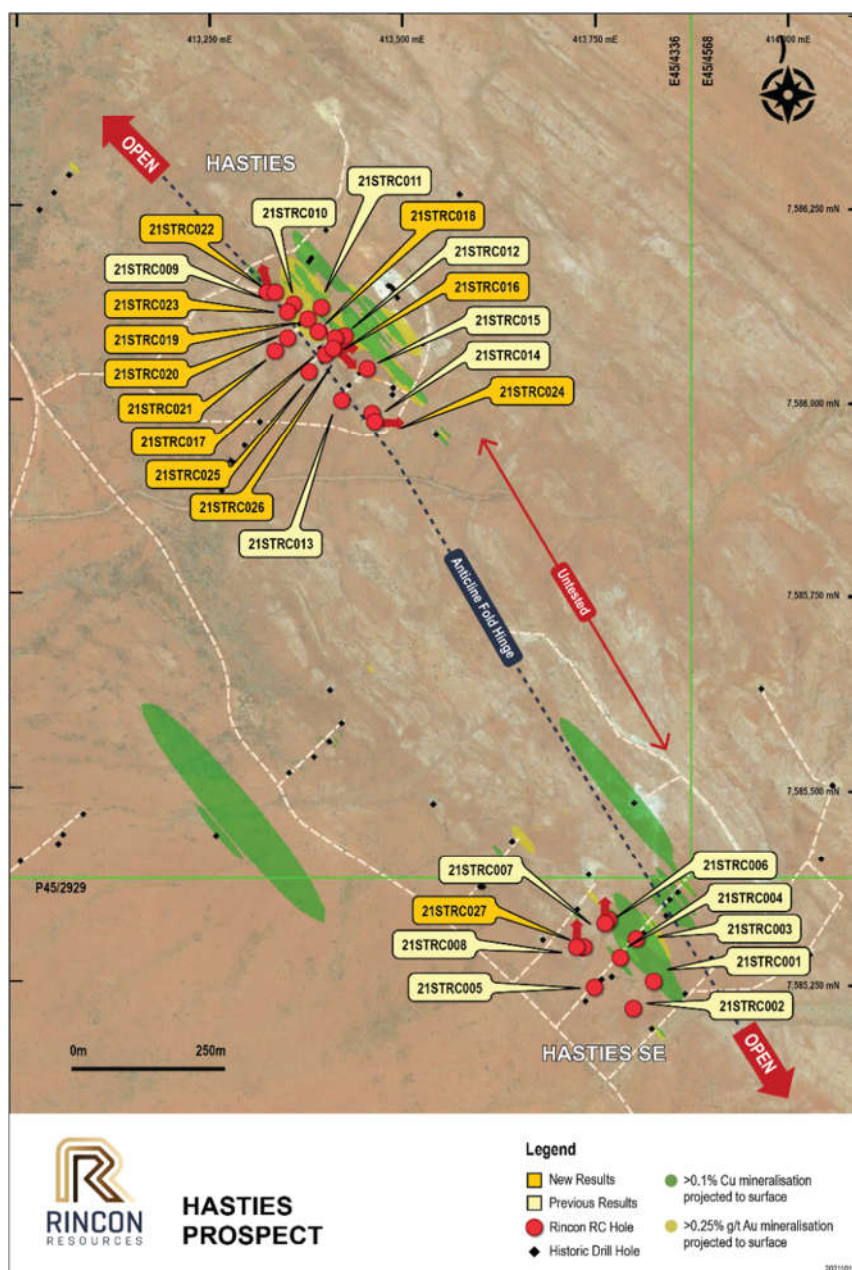 413,250 mE
413,500 mE
413,750 mE
E45/4336
E45/4568
OPEN
HASTIES
21STRC011
21STRC010
21STRC018
7,586,250 mN
21STRC022
21STRC012
21STRC009
21STRC016
21STRC023
21STRC015
21STRC019
21STRC014
21STRC020
21STRC024
7,586,000 mN
21STRC021
21STRC017
21STRC025
21STRC026
21STRC013
Anticline Fold Hinge
Untested
7,585,750 mN
7,585,500 mN
P45/2929
21STRC007
21STRC006
21STRC004
21STRC027
21STRC003
21STRC008
21STRC001
21STRC005
7,585,250 mN
21STRC002
0m
250m
HASTIES SE
OPEN
RINCON
RESOURCES
HASTIES
PROSPECT
Legend
New Results
Previous Results
Rincon RC Hole
Historic Drill Hole
>0.1% Cu mineralisation
projected to surface
>0.25% g/t Au mineralisation
projected to surface